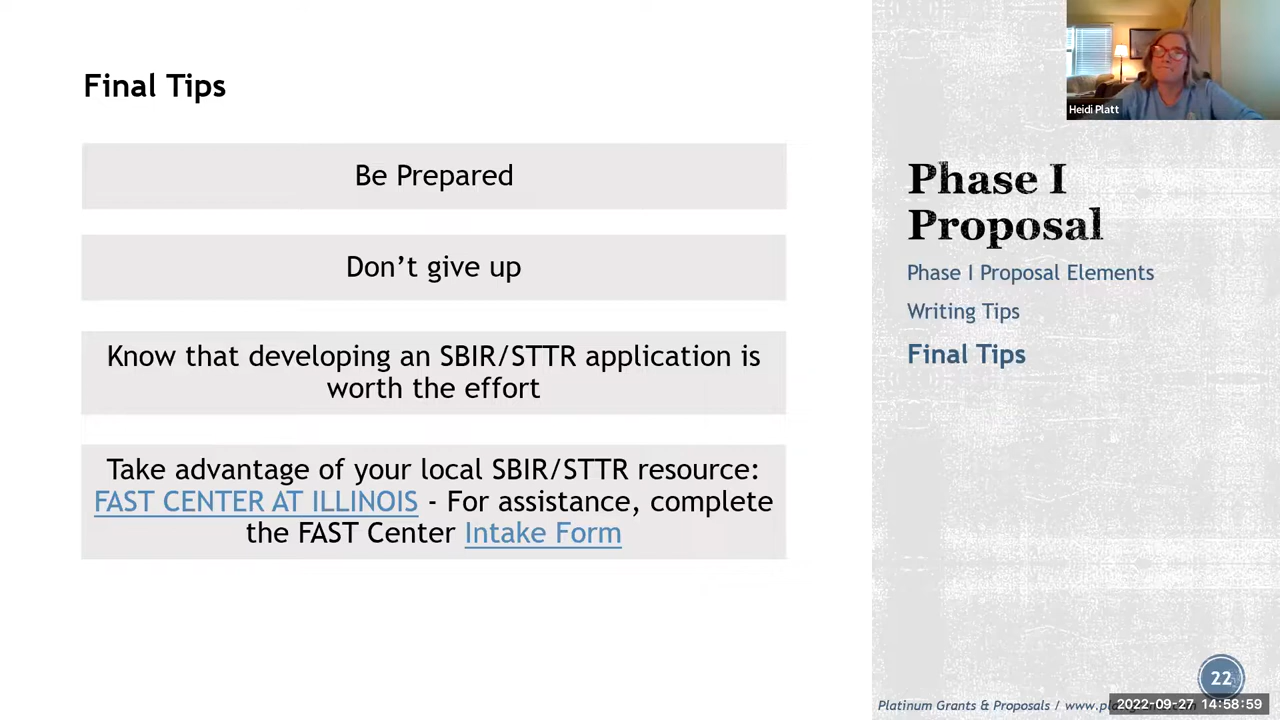 Final Tips
Be Prepared
Don’t give up
Know that developing an SBIR/STTR application is
worth the effort
Take advantage of your local SBIR/STTR resource:
FAST CENTER AT ILLINOIS - For assistance, complete
the FAST Center Intake Form
Heidi Platt
Phase I
Proposal
Phase I Proposal Elements
Writing Tips
Final Tips
22
Platinum Grants & Proposals /
2022-09-27 14:58:59